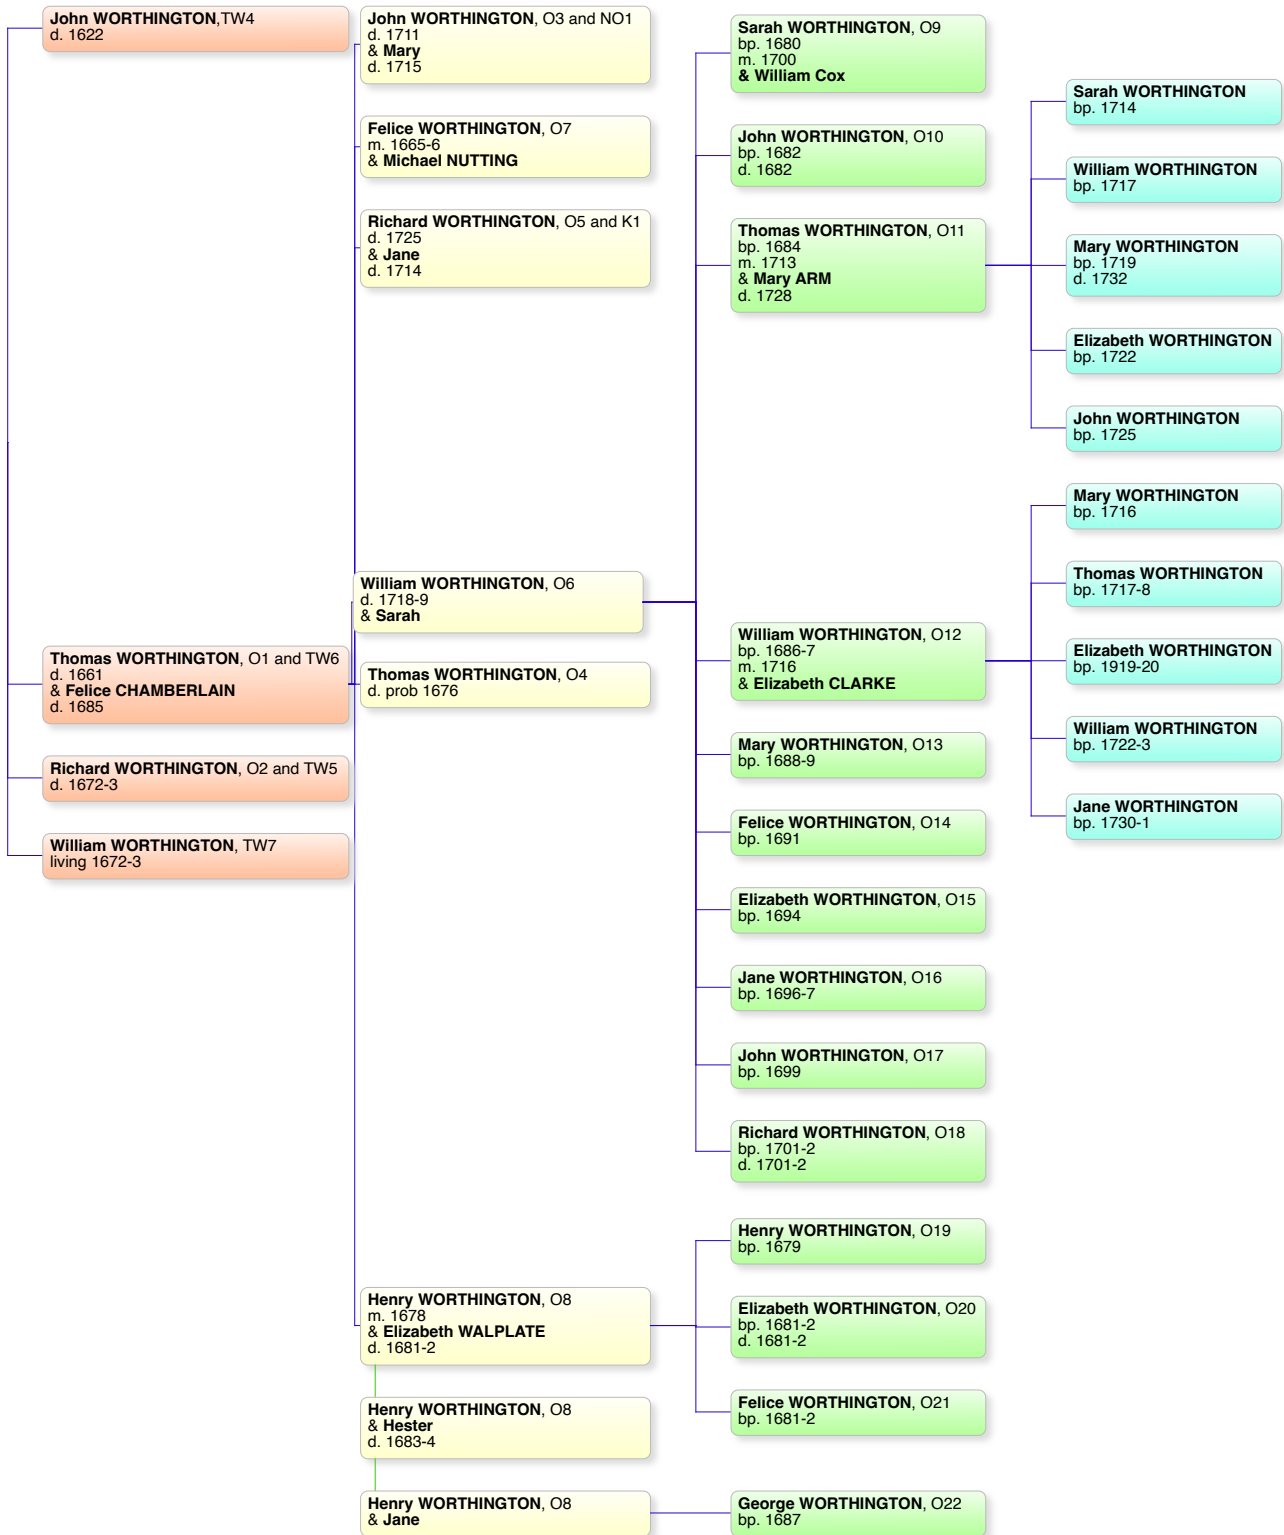 John WORTHINGTON,TW4
d. 1622
Thomas WORTHINGTON, O1 and TW6
d. 1661
& Felice CHAMBERLAIN
d. 1685
Richard WORTHINGTON, O2 and TW5
d. 1672-3
William WORTHINGTON, TW7
living 1672-3
John WORTHINGTON, O3 and NO1
d. 1711
& Mary
d. 1715
Felice WORTHINGTON, O7
m. 1665-6
& Michael NUTTING
Richard WORTHINGTON, O5 and K1
d. 1725
& Jane
d. 1714
William WORTHINGTON, O6
d. 1718-9
& Sarah
Thomas WORTHINGTON, O4
d. prob 1676
Henry WORTHINGTON, O8
m. 1678
& Elizabeth WALPLATE
d. 1681-2
Henry WORTHINGTON, O8
& Hester
d. 1683-4
Henry WORTHINGTON, O8
& Jane
Sarah WORTHINGTON, O9
bp. 1680
m. 1700
& William Cox
John WORTHINGTON, O10
bp. 1682
d. 1682
Thomas WORTHINGTON, O11
bp. 1684
m. 1713
& Mary ARM
d. 1728
William WORTHINGTON, O12
bp. 1686-7
m. 1716
& Elizabeth CLARKE
Mary WORTHINGTON, O13
bp. 1688-9
Felice WORTHINGTON, O14
bp. 1691
Elizabeth WORTHINGTON, O15
bp. 1694
Jane WORTHINGTON, O16
bp. 1696-7
John WORTHINGTON, O17
bp. 1699
Richard WORTHINGTON, O18
bp. 1701-2
d. 1701-2
Henry WORTHINGTON, O19
bp. 1679
Elizabeth WORTHINGTON, O20
bp. 1681-2
d. 1681-2
Felice WORTHINGTON, O21
bp. 1681-2
George WORTHINGTON, O22
bp. 1687
Sarah WORTHINGTON
bp. 1714
William WORTHINGTON
bp. 1717
Mary WORTHINGTON
bp. 1719
d. 1732
Elizabeth WORTHINGTON
bp. 1722
John WORTHINGTON
bp. 1725
Mary WORTHINGTON
bp. 1716
Thomas WORTHINGTON
bp. 1717-8
Elizabeth WORTHINGTON
bp. 1919-20
William WORTHINGTON
bp. 1722-3
Jane WORTHINGTON
bp. 1730-1